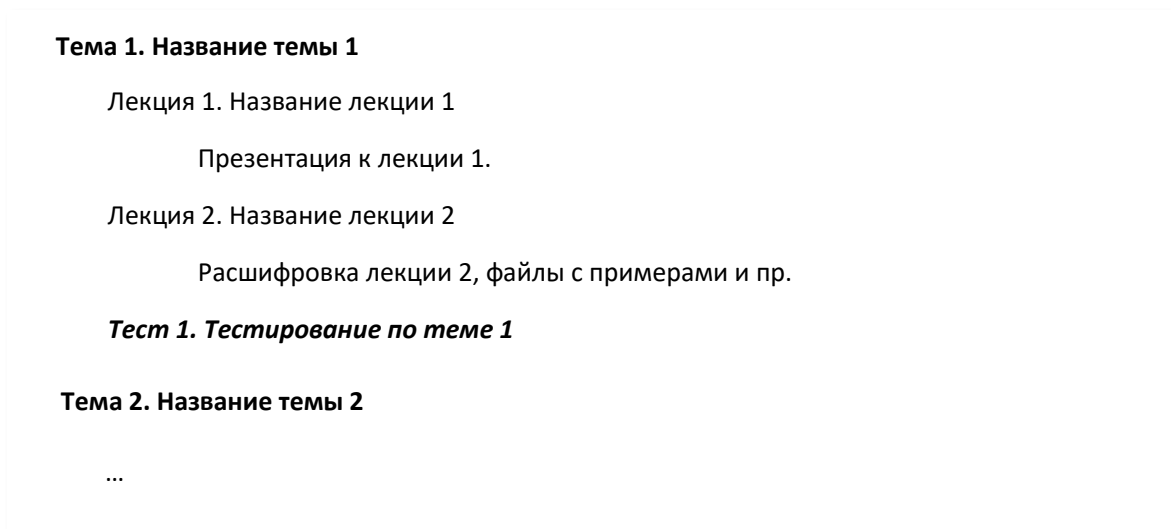 Тема 1. Название темы 1
Лекция 1. Название лекции 1
Презентация к лекции 1.
Лекция 2. Название лекции 2
Расшифровка лекции 2, файлы с примерами и пр.
Тест 1. Тестирование по теме 1
Тема 2. Название темы 2
...